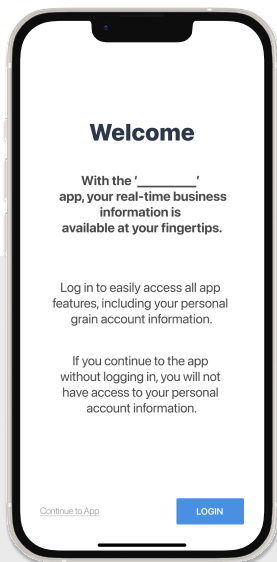 Welcome
With the ‘_________’
app, your real-time business
information is
available at your fingertips.
Log in to easily access all app
features, including your personal
grain account information.
If you continue to the app
without logging in, you will not
have access to your personal
account information.
Continue to App
LOGIN